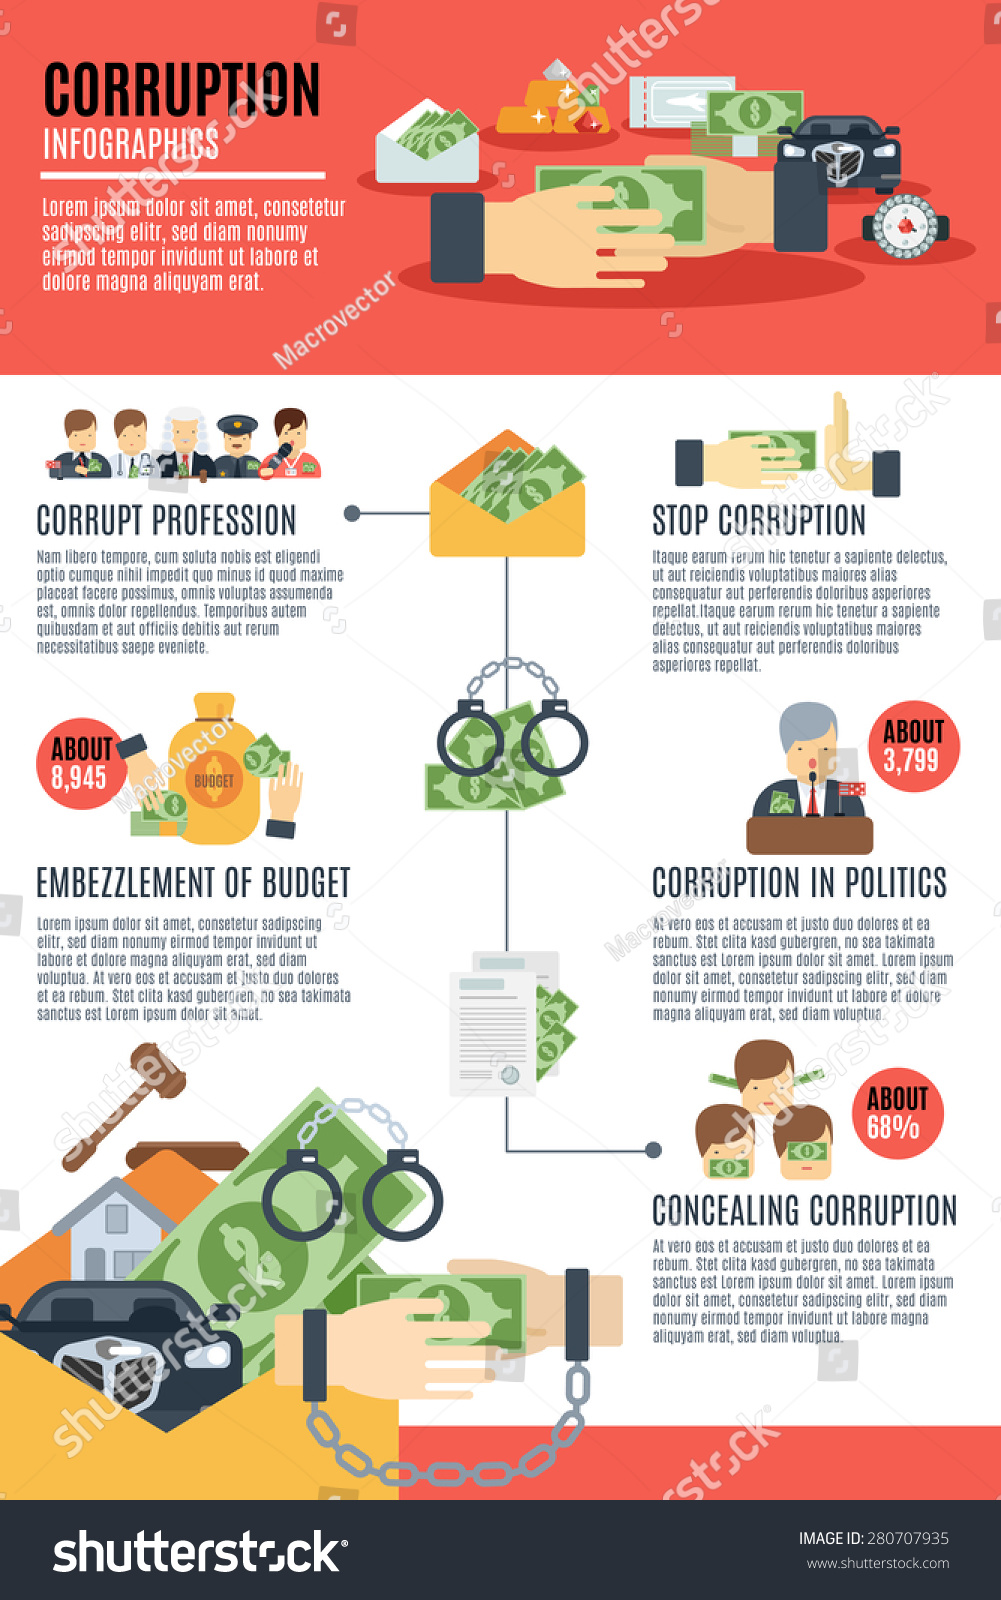 CORRUPTION
INFOGRAPHICS
Lorem ipsum dolor sit amet, consetetur
sadipscing elitr, sed diam nonumy
eirmod tempor invidunt ut labore et
dolore magna aliquyam erat.
CORRUPT PROFESSION
Nam libero tempore, cum soluta nobis est eligendi
optio cumque nihil impedit quo minus id quod maxime
placeat facere possimus, omnis voluptas assumenda
est, omnis dolor repellendus. Temporibus autem
quibusdam et aut officiis debitis aut rerum
necessitatibus saepe eveniete.
STOP CORRUPTION
Itaque earum rerum hic tenetur a sapiente delectus,
ut aut reiciendis voluptatibus maiores alias
consequatur aut perferendis doloribus asperiores
repellat.Itaque earum rerum hic tenetur a sapiente
delectus, ut aut reiciendis voluptatibus maiores
alias consequatur aut perferendis doloribus
asperiores repellat.
ABOUT
8,945
BUDGET
EMBEZZLEMENT OF BUDGET
Lorem ipsum dolor sit amet, consetetur sadipscing
elitr, sed diam nonumy eirmod tempor invidunt ut
labore et dolore magna aliquyam erat, sed diam
voluptua. At vero eos et accusam et justo duo dolores
et ea rebum. Stet clita kasd gubergren, no sea takimata
sanctus est Lorem ipsum dolor sit amet.
ABOUT
3,799
CORRUPTION IN POLITICS
At vero eos et accusam et justo duo dolores et ea
rebum. Stet clita kasd gubergren, no sea takimata
sanctus est Lorem ipsum dolor sit amet. Lorem ipsum
dolor sit amet, consetetur sadipscing elitr, sed diam
nonumy eirmod tempor invidunt ut labore et dolore
magna aliquyam erat, sed diam voluptua.
ABOUT
68%
CONCEALING CORRUPTION
At vero eos et accusam et justo duo dolores et ea
rebum. Stet clita kasd gubergren, no sea takimata
sanctus est Lorem ipsum dolor sit amet. Lorem ipsum
dolor sit amet, consetetur sadipscing elitr, sed diam
nonumy eirmod tempor invidunt ut labore et dolore
magna aliquyam erat, sed diam voluptua.
aliquyam erat, sed diam voluptua.
shutterstock
Macrovector
shutterstock
IMAGE ID: 280707935
www.shutterstock.com